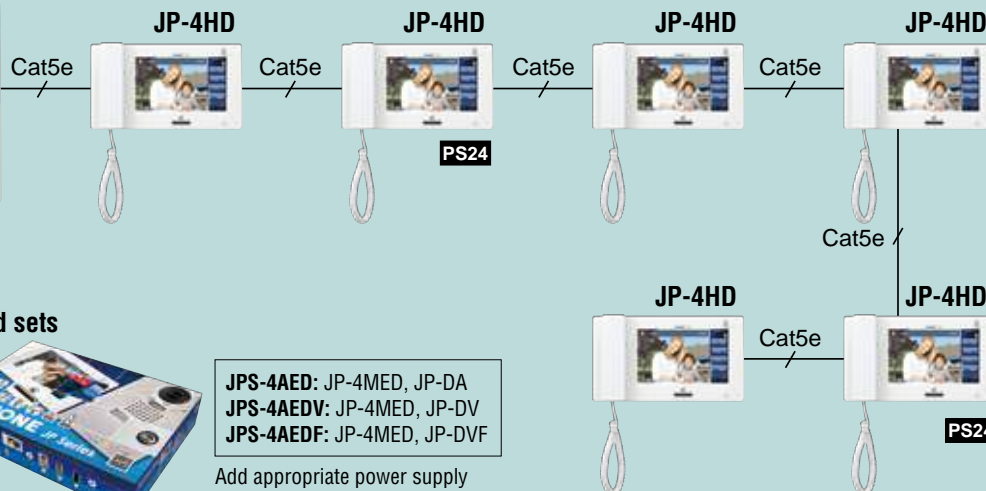 JP-4HD
JP-4HD
JP-4HD
JP-4HD
Cat5e
Cat5e
Cat5e
Cat5e
PS24
Cat5e
JP-4HD
JP-4HD
Cat5e
d sets
JPS-4AED: JP-4MED, JP-DA
JPS-4AEDV: JP-4MED, JP-DV
JPS-4AEDF: JP-4MED, JP-DVF
PS24
Add appropriate power supply
JP Series